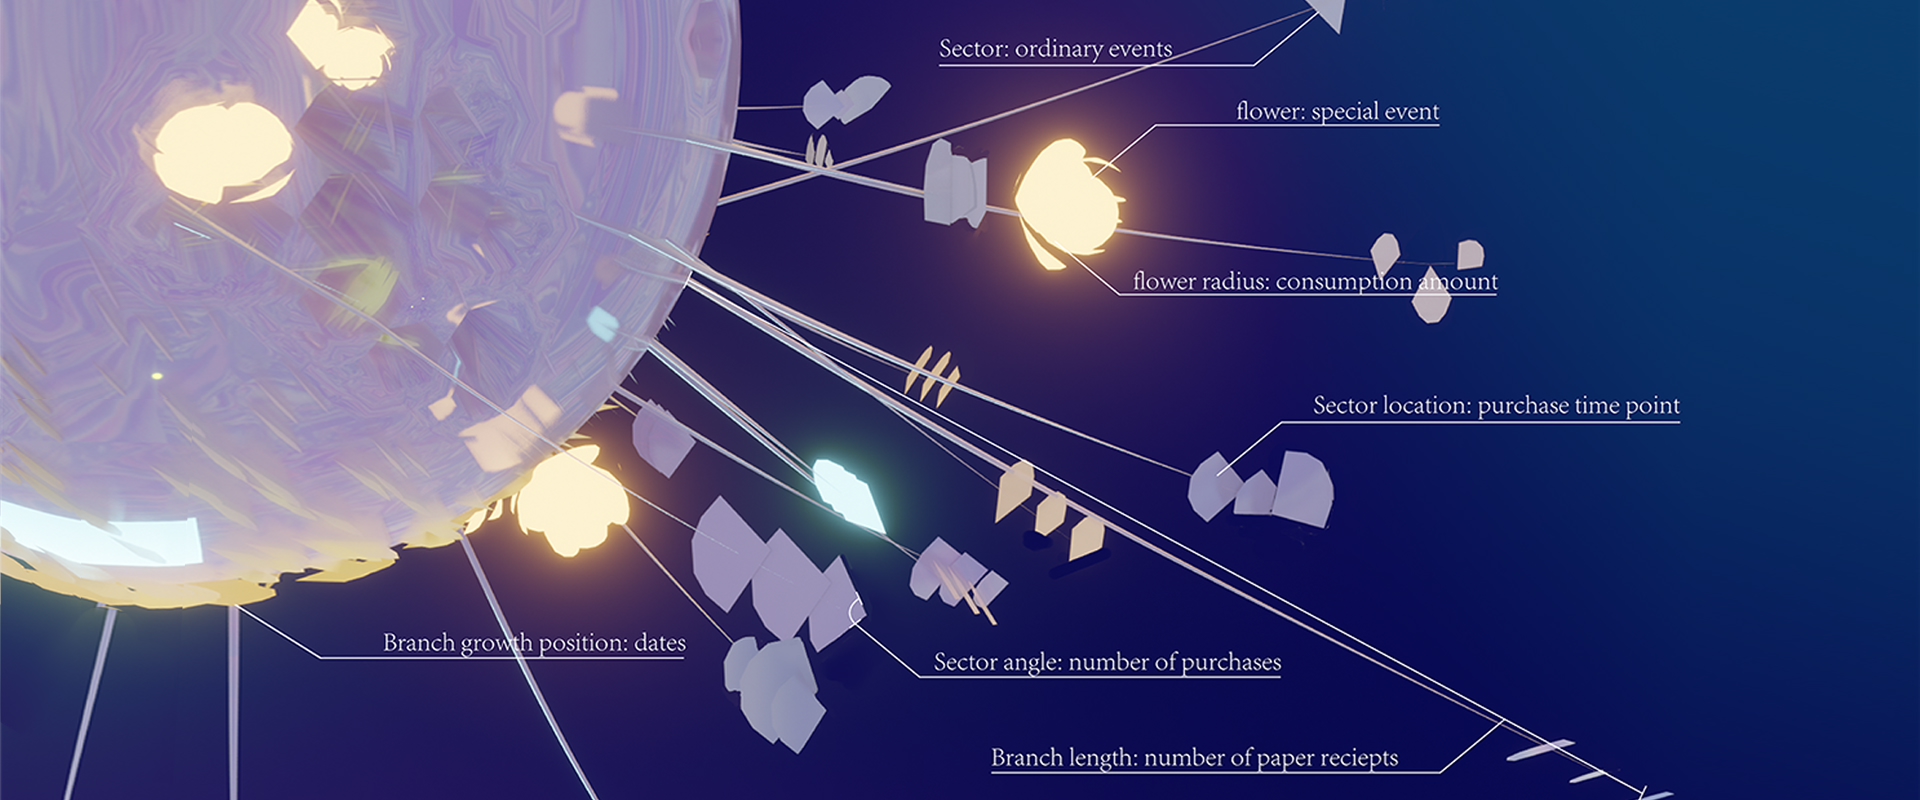 Sector: ordinary events
flower: special event
flower radius: consumption amount
Sector location: purchase time point
Branch growth position: dates
Sector angle: number of purchases
Branch length: number of paper reciepts